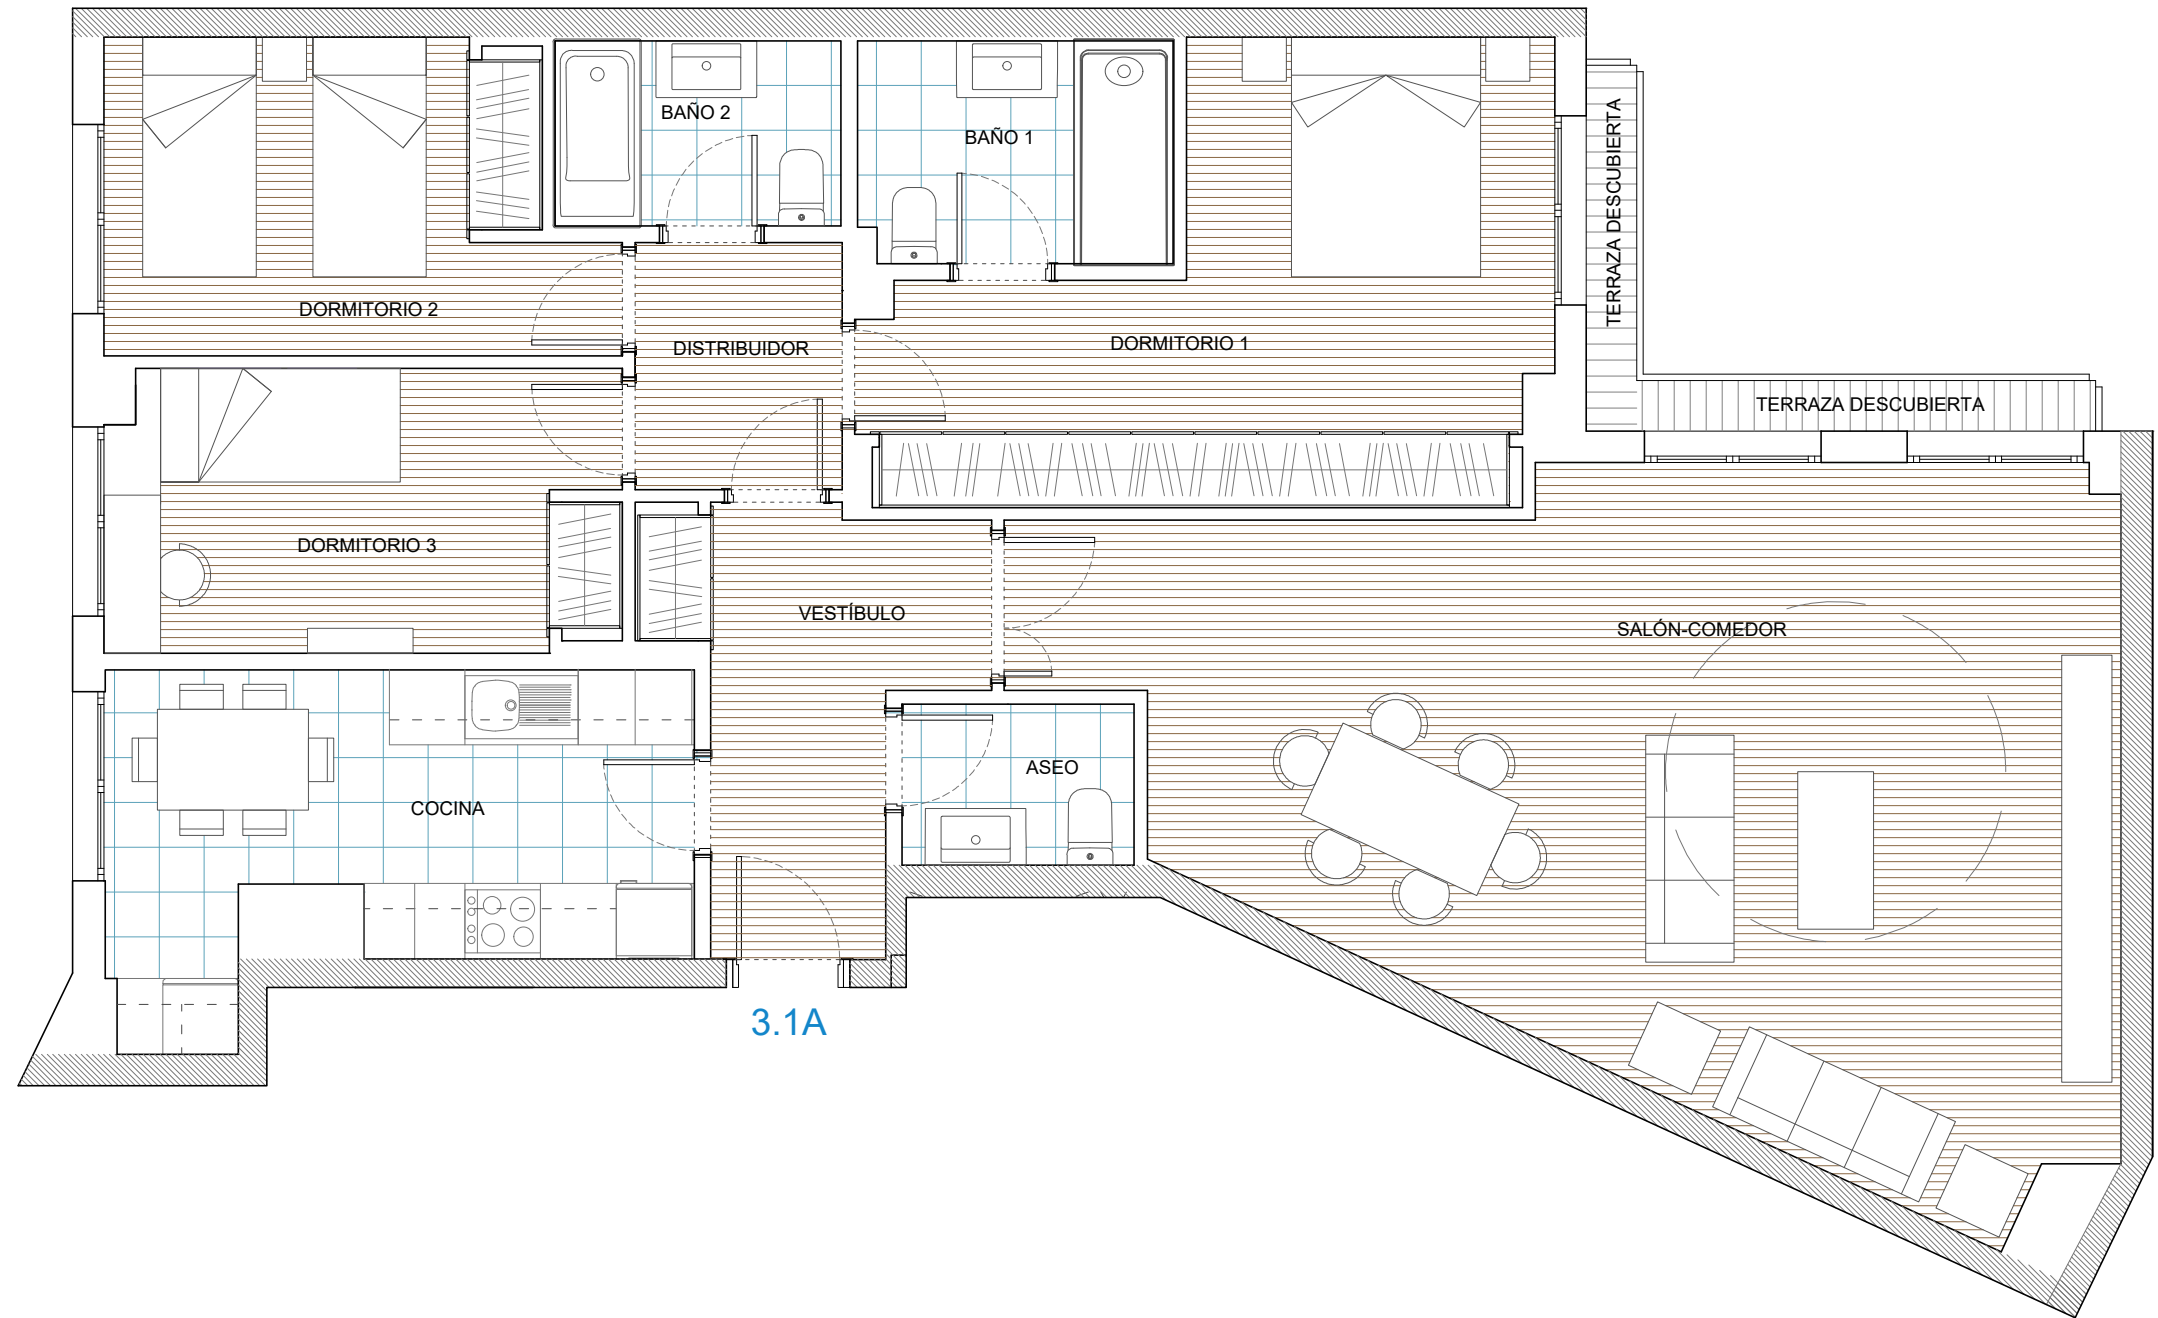 BAÑO 2
BAÑO 1
TERRAZA DESCUBIERTA
DORMITORIO 2
DISTRIBUIDOR
DORMITORIO 1
TERRAZA DESCUBIERTA
DORMITORIO 3
VESTÍBULO
SALÓN-COMEDOR
ASEO
COCINA
3.1A